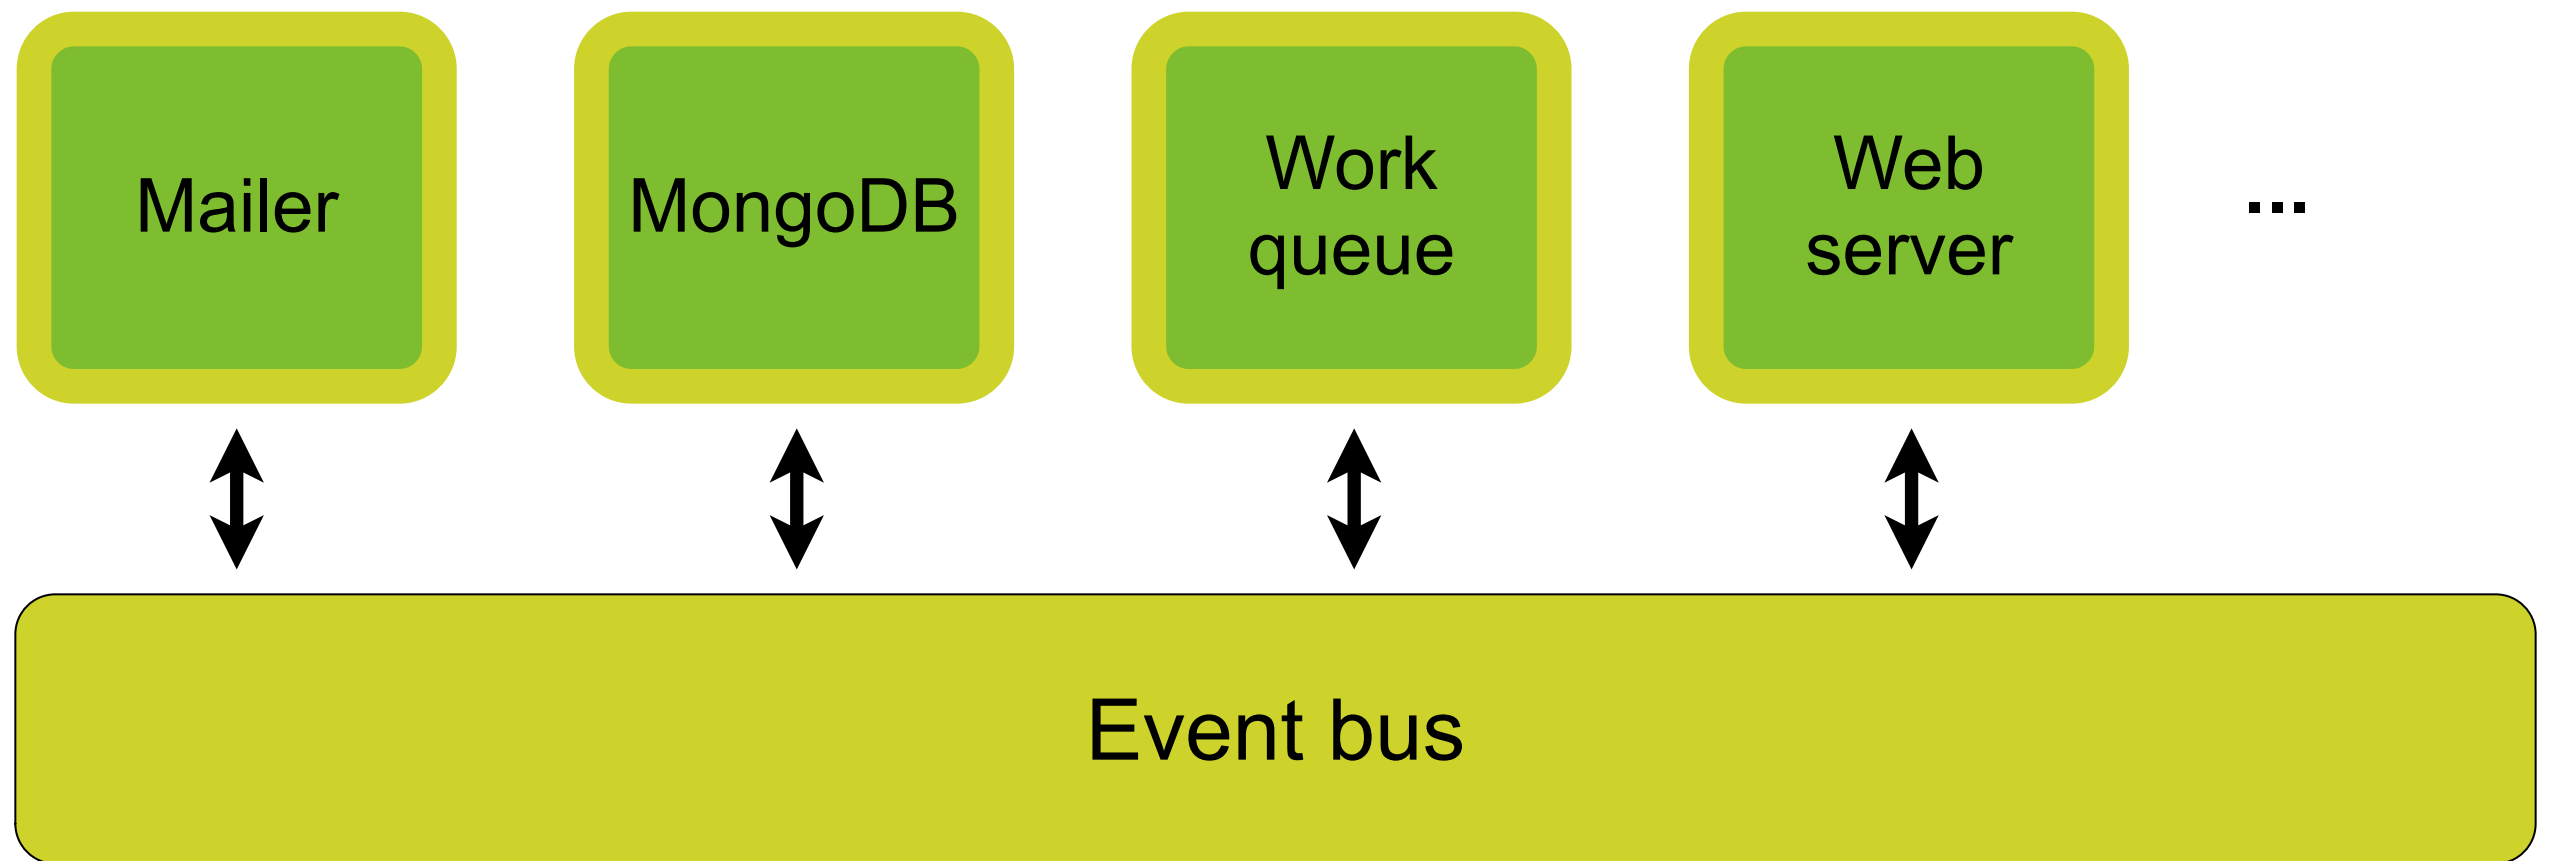 Mailer
MongoDB
Work
queue
Web
server
...
Event bus